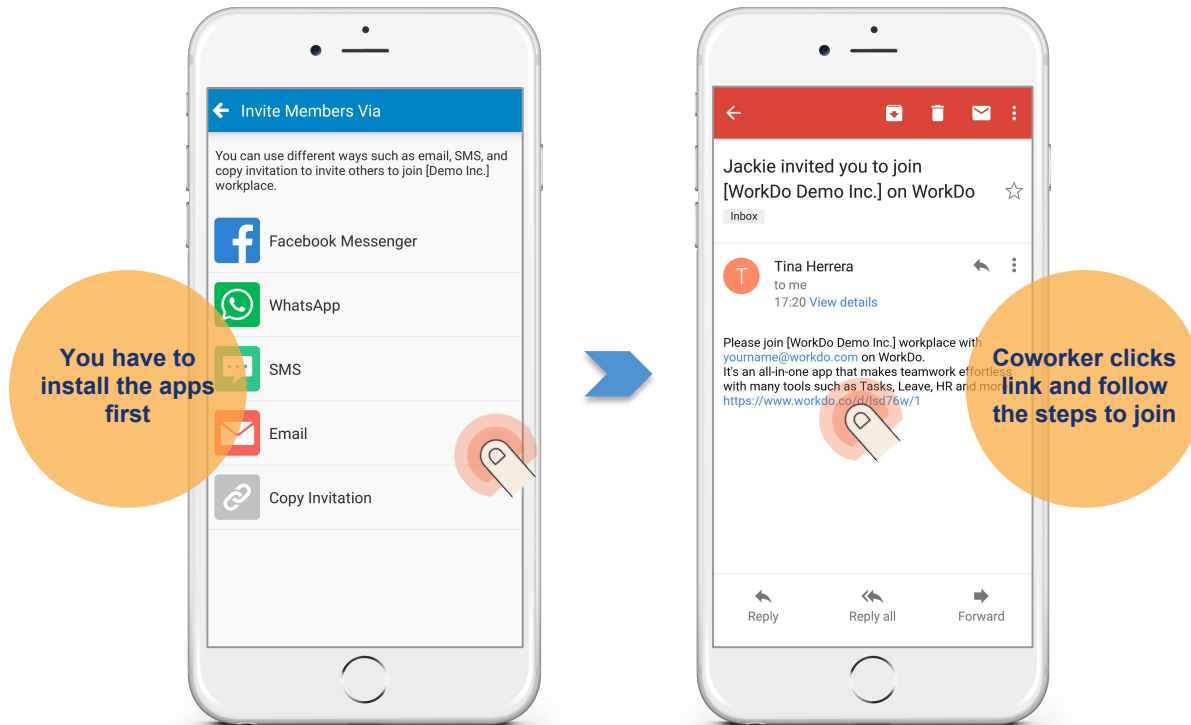 Invite Members Via
You can use different ways such as email, SMS, and
copy invitation to invite others to join [Demo Inc.]
workplace.
Facebook Messenger
WhatsApp
SMS
Email
Copy Invitation
You have to
install the apps
first
Jackie invited you to join
[WorkDo Demo Inc.] on WorkDo
Inbox
T
Tina Herrera
to me
17:20 View details
Please join [WorkDo Demo Inc.] workplace with
yourname@workdo.com on WorkDo.
It's an all-in-one app that makes teamwork effortless
with many tools such as Tasks, Leave, HR and more
https://www.workdo.co/d/lsd76w/1
Reply
Reply all
Forward
Coworker clicks
link and follow
the steps to join